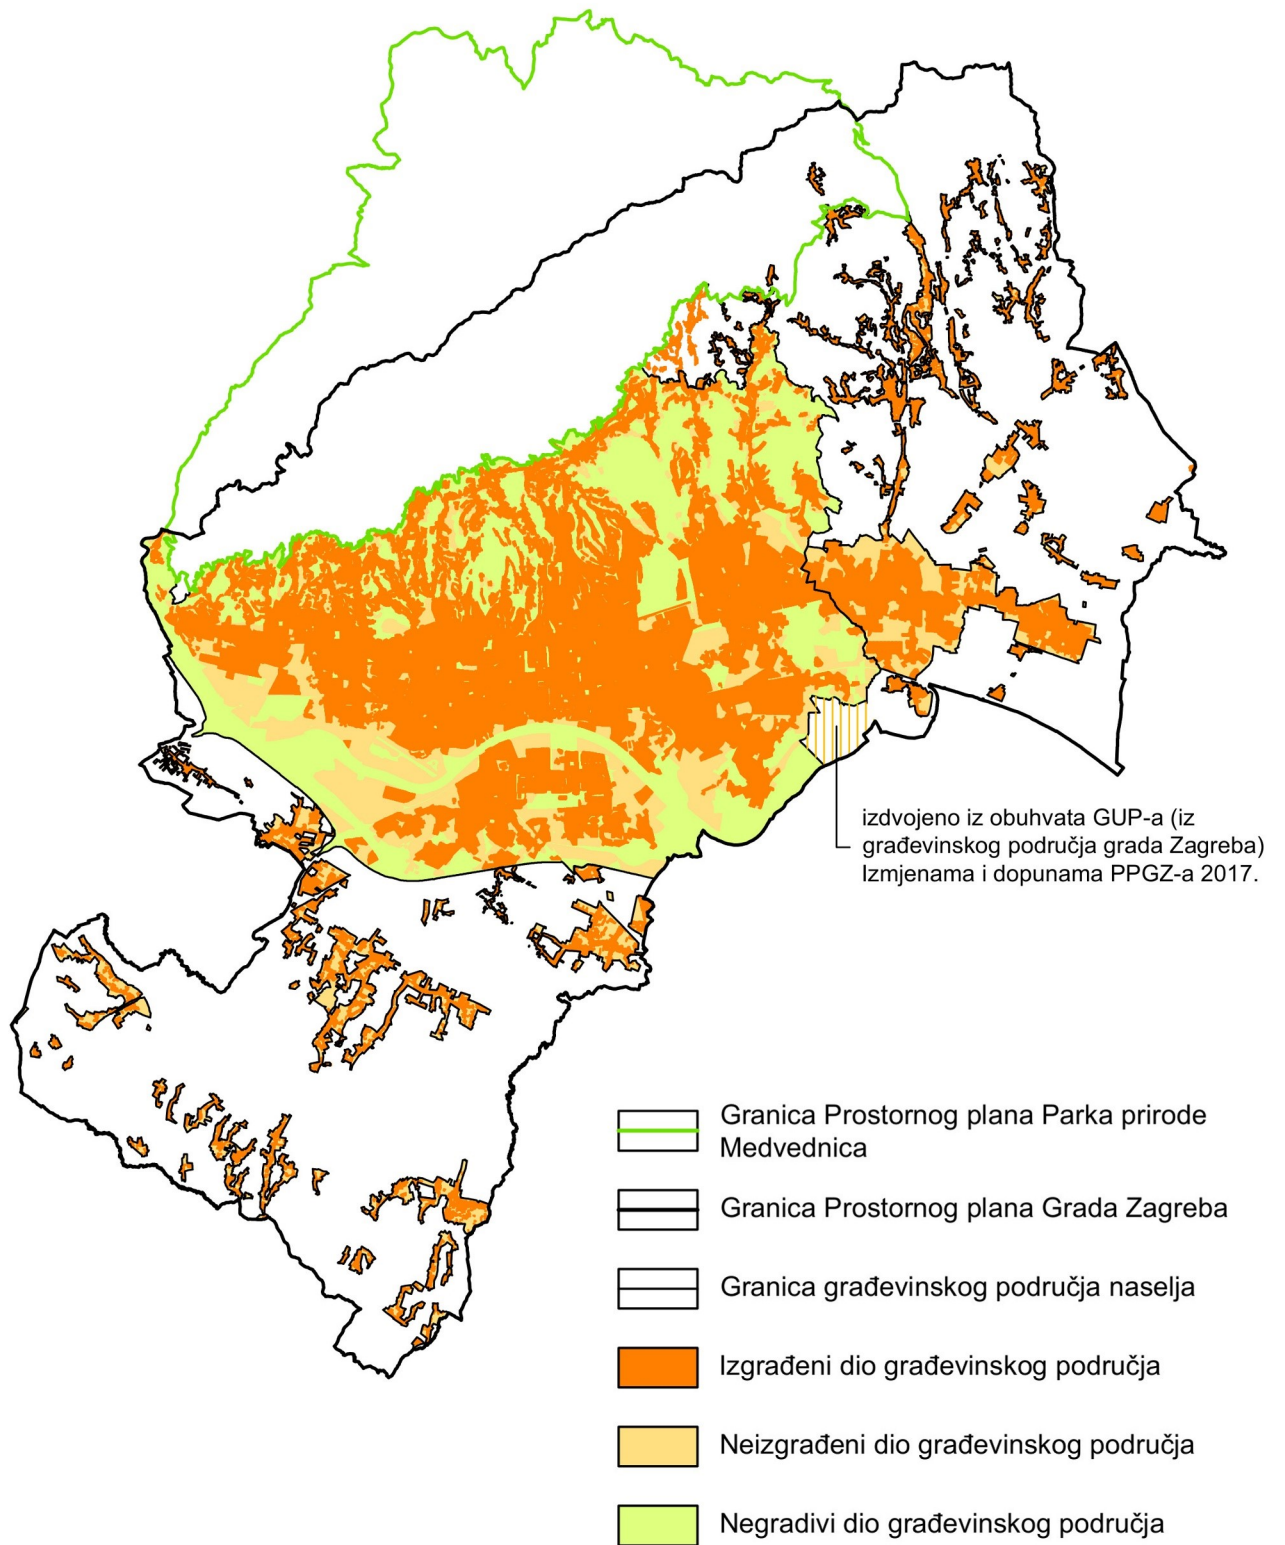 izdvojeno iz obuhvata GUP-a (iz
građevinskog područja grada Zagreba)
Izmjenama i dopunama PPGZ-a 2017.
Granica Prostornog plana Parka prirode
Medvednica
Granica Prostornog plana Grada Zagreba
Granica građevinskog područja naselja
Izgrađeni dio građevinskog područja
Neizgrađeni dio građevinskog područja
Negradivi dio građevinskog područja